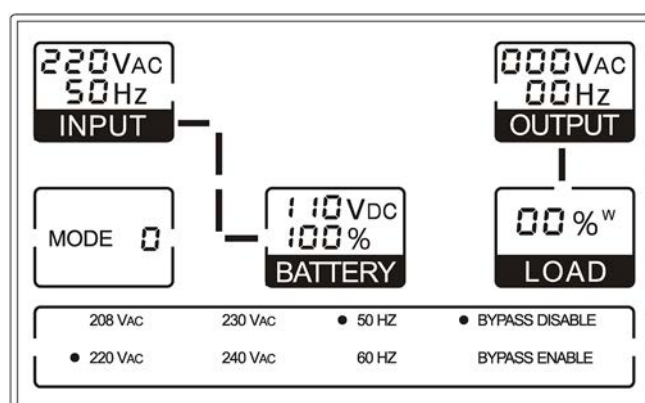 220VAC
50Hz
INPUT
000VAC
00Hz
OUTPUT
MODE 0
110VDC
100%
BATTERY
00%W
LOAD
208 VAC 230 VAC ● 50 HZ ● BYPASS DISABLE
● 220 VAC 240 VAC 60 HZ BYPASS ENABLE